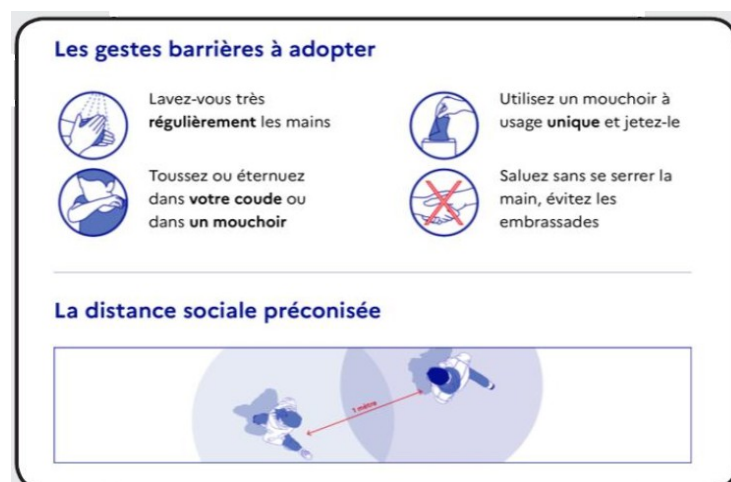 Les gestes barrières à adopter
Lavez-vous très
régulièrement les mains
Utilisez un mouchoir à
usage unique et jetez-le
Toussez ou éternuez
dans votre coude ou
dans un mouchoir
Saluez sans se serrer la
main, évitez les
embrassades
La distance sociale préconisée
1 mètre